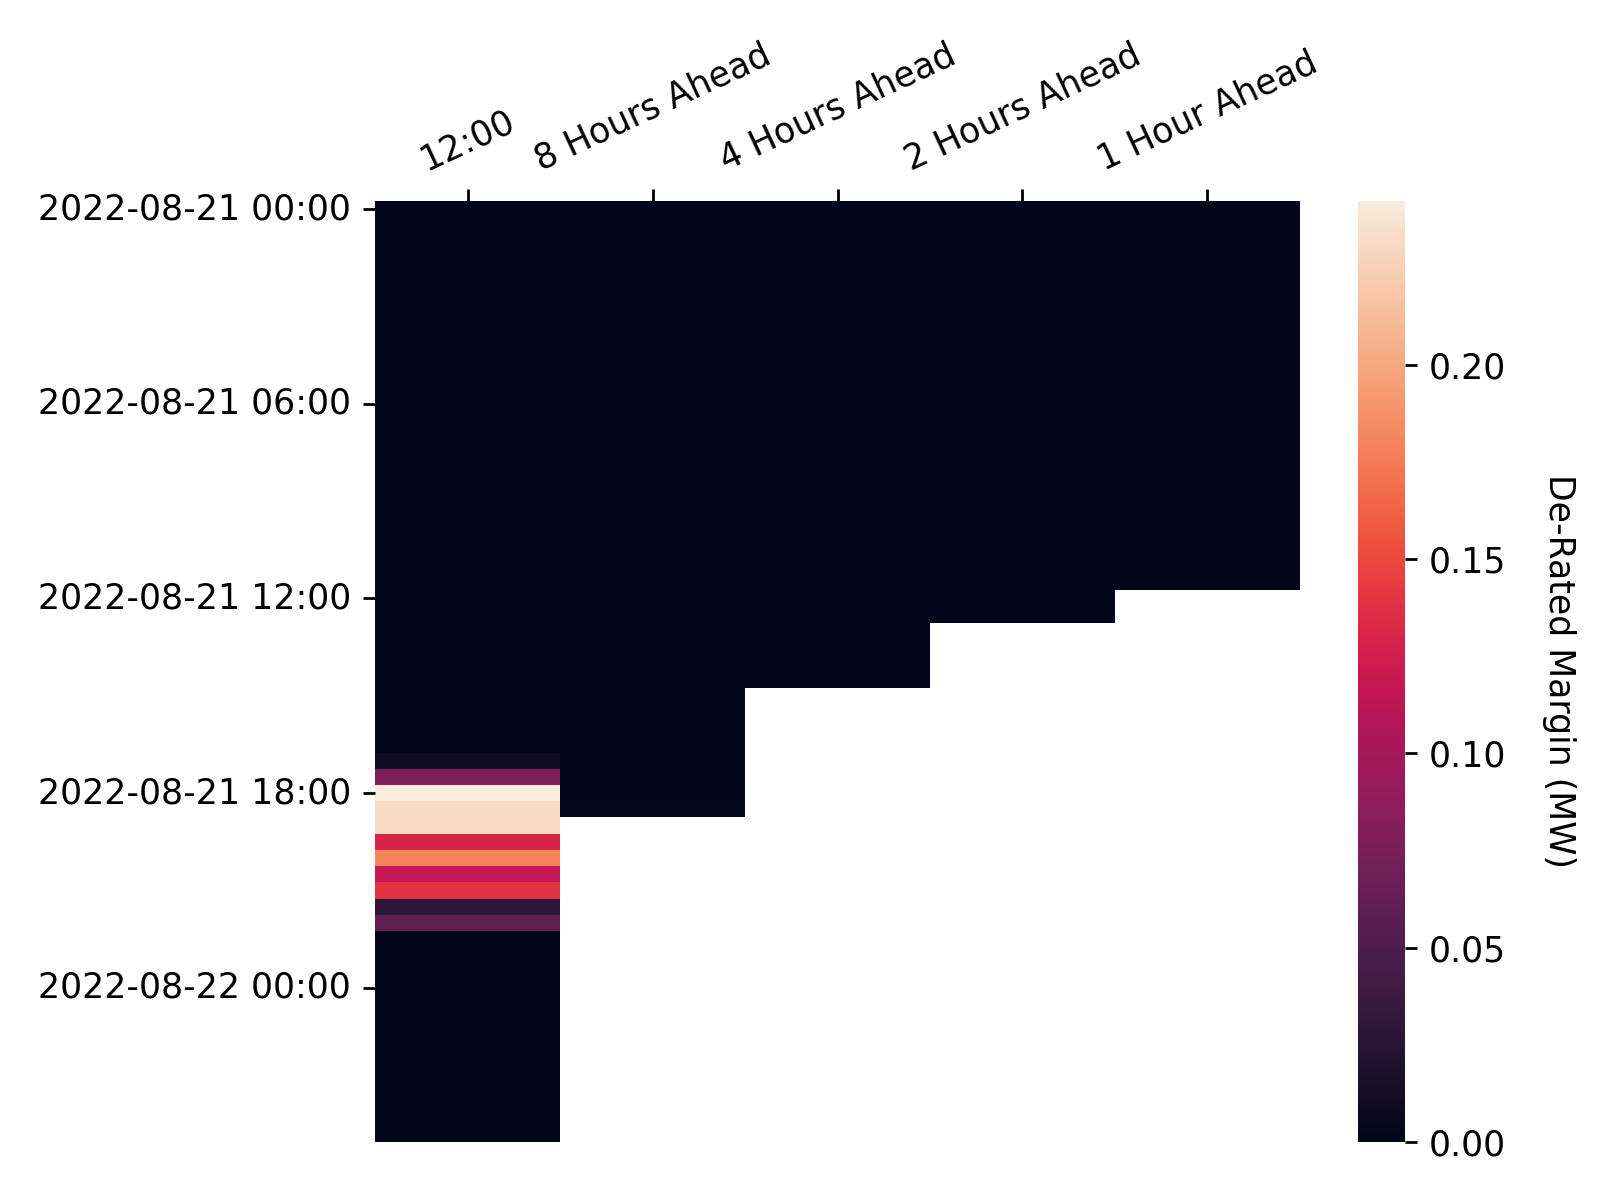 12:00
8 Hours Ahead
4 Hours Ahead
2 Hours Ahead
1 Hour Ahead
2022-08-21 00:00
2022-08-21 06:00
2022-08-21 12:00
2022-08-21 18:00
2022-08-22 00:00
0.20
0.15
0.10
0.05
0.00
De-Rated Margin (MW)